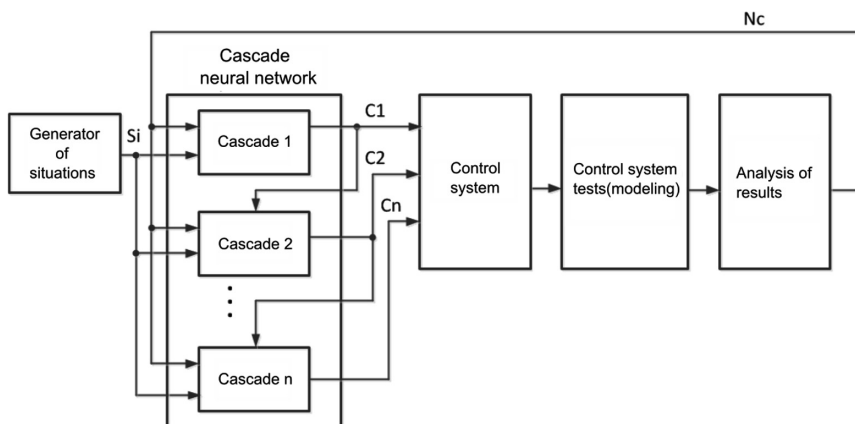 Nc
Cascade
neural network
Generator
of
situations
Si
Cascade 1
C1
C2
Cn
Cascade 2
Cascade n
Control
system
Control system
tests(modeling)
Analysis of
results